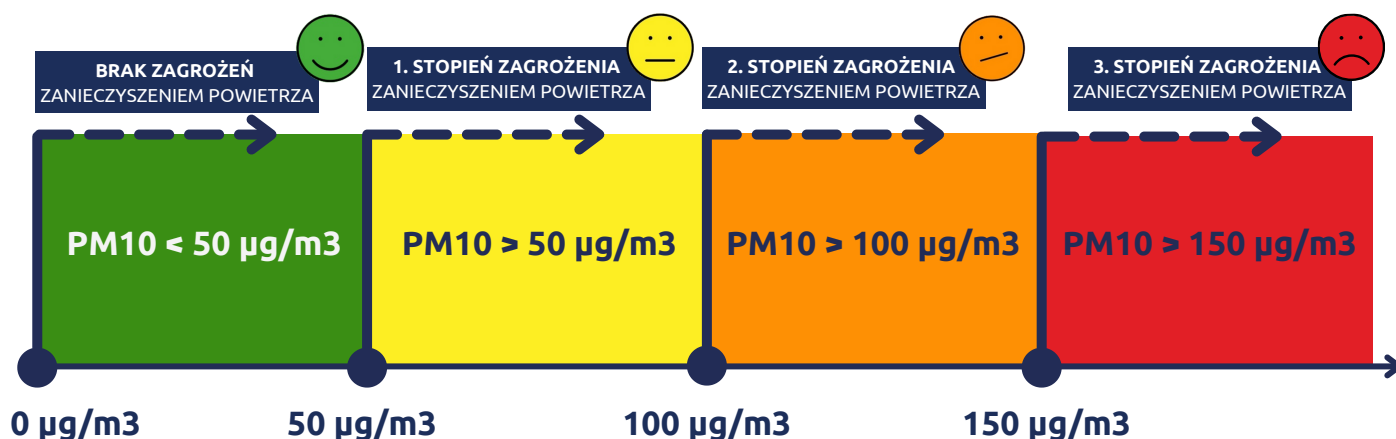 BRAK ZAGROŻEŃ
ZANIECZYSZENIEM POWIETRZA
1. STOPIEŃ ZAGROŻENIA
ZANIECZYSZENIEM POWIETRZA
2. STOPIEŃ ZAGROŻENIA
ZANIECZYSZENIEM POWIETRZA
3. STOPIEŃ ZAGROŻENIA
ZANIECZYSZENIEM POWIETRZA
PM10 < 50 µg/m3
PM10 > 50 µg/m3
PM10 > 100 µg/m3
PM10 > 150 µg/m3
0 µg/m3
50 µg/m3
100 µg/m3
150 µg/m3